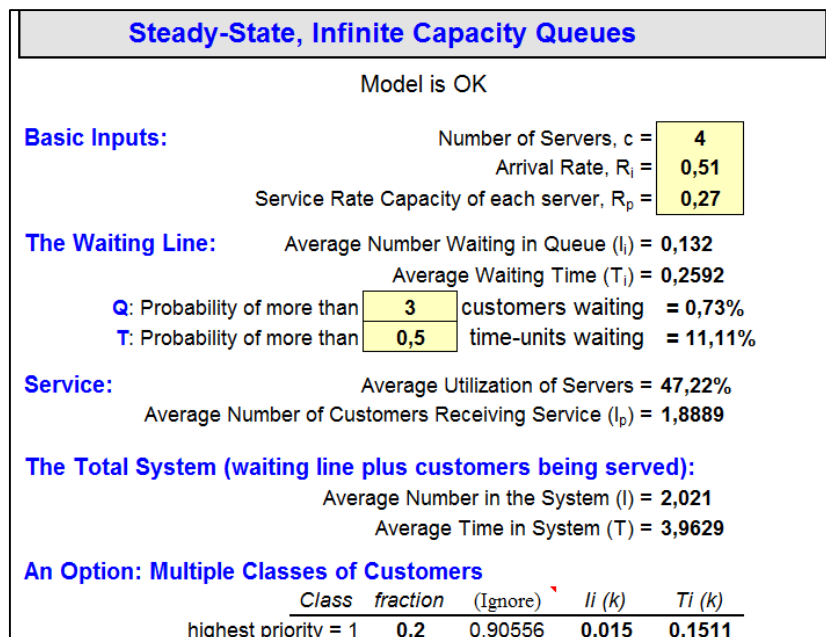 Steady-State, Infinite Capacity Queues
Model is OK
Basic Inputs: Number of Servers, c = 4
Arrival Rate, Ri = 0,51
Service Rate Capacity of each server, Rp = 0,27
The Waiting Line: Average Number Waiting in Queue (Ii) = 0,132
Average Waiting Time (Ti) = 0,2592
Q: Probability of more than 3 customers waiting = 0,73%
T: Probability of more than 0,5 time-units waiting = 11,11%
Service: Average Utilization of Servers = 47,22%
Average Number of Customers Receiving Service (Ip) = 1,8889
The Total System (waiting line plus customers being served):
Average Number in the System (I) = 2,021
Average Time in System (T) = 3,9629
An Option: Multiple Classes of Customers
Class fraction (Ignore) Ii (k) Ti (k)
highest priority = 1 0.2 0.90556 0.015 0.1511